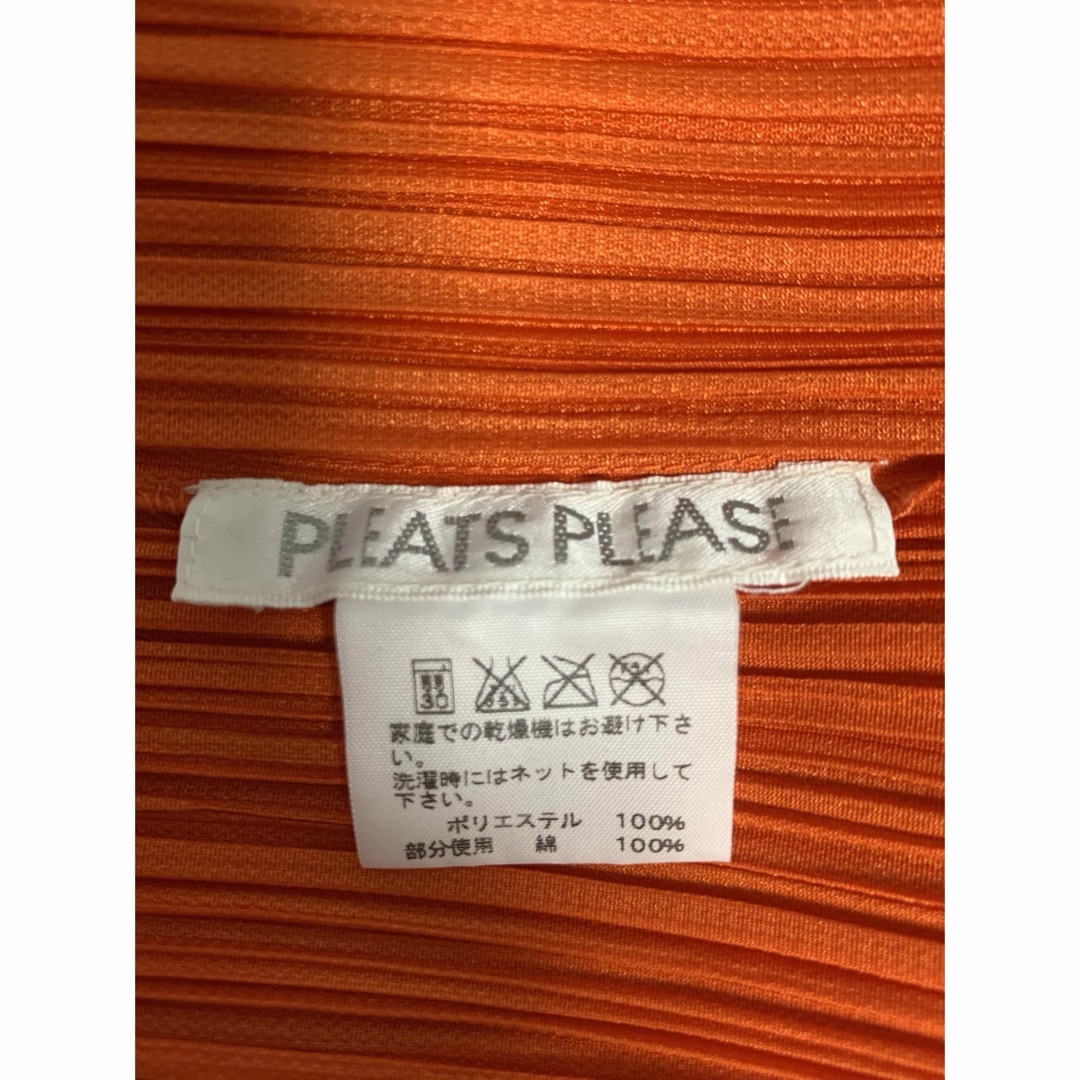 PLEATS PLEASE
30
家庭での乾燥機はお避け下さ
い。
洗濯時にはネットを使用して
下さい。
ポリエステル 100%
部分使用 綿 100%